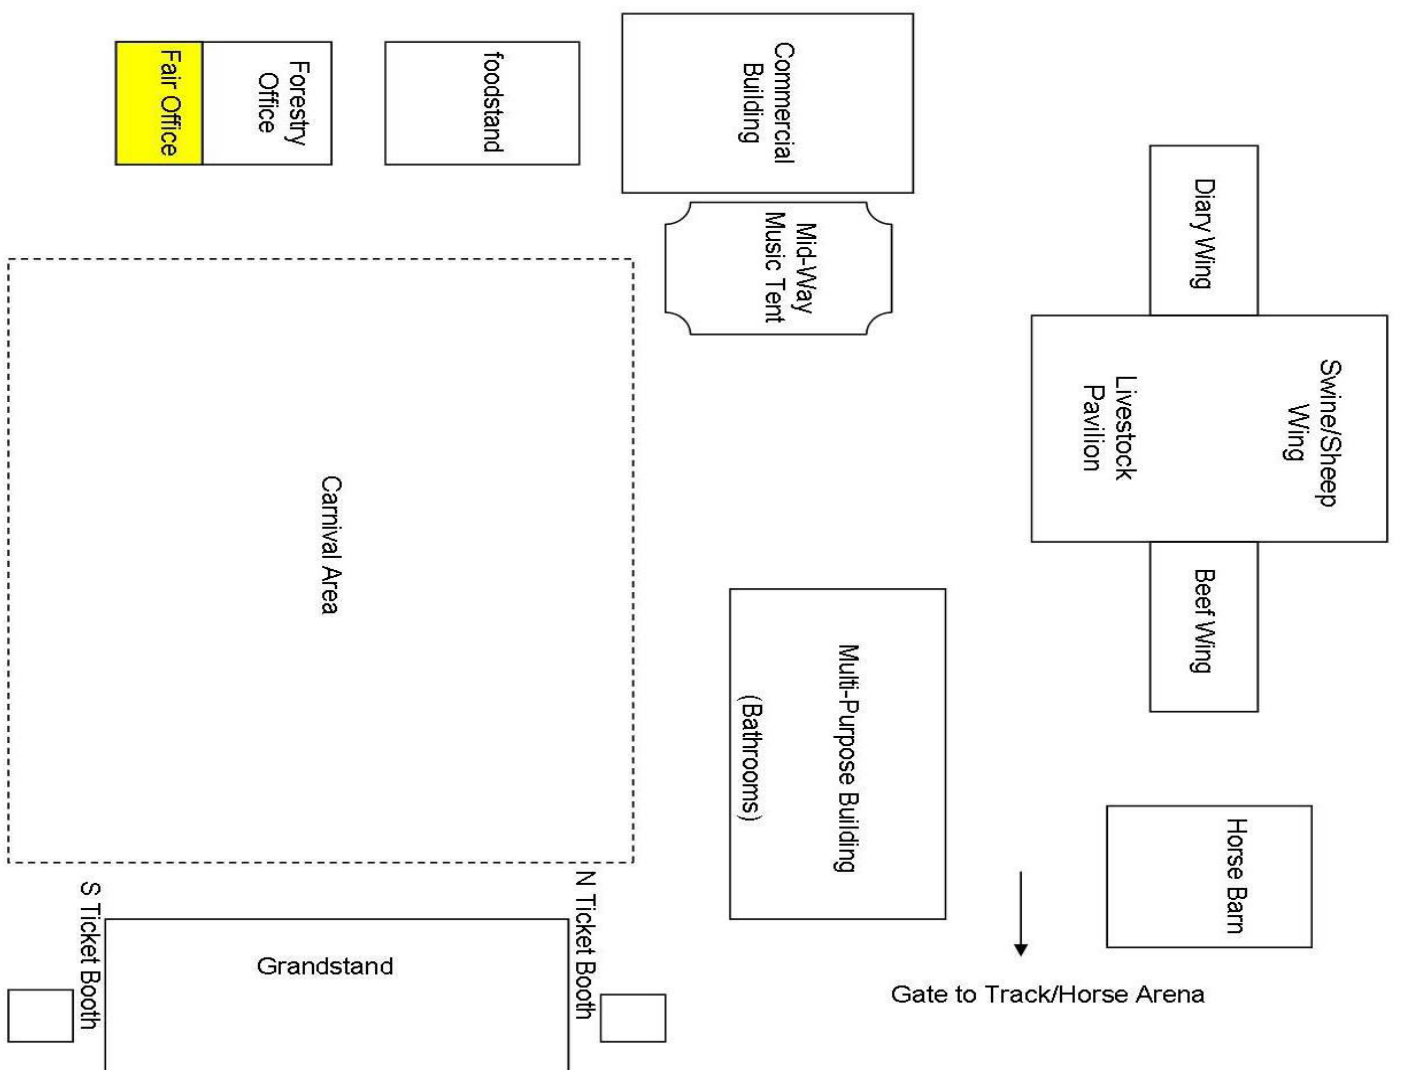 Fair Office
Forestry
Office
foodstand
Commercial
Building
Mid-Way
Music Tent
Diary Wing
Swine/Sheep
Wing
Livestock
Pavilion
Beef Wing
Carnival Area
Multi-Purpose Building
(Bathrooms)
Horse Barn
S Ticket Booth
Grandstand
N Ticket Booth
Gate to Track/Horse Arena